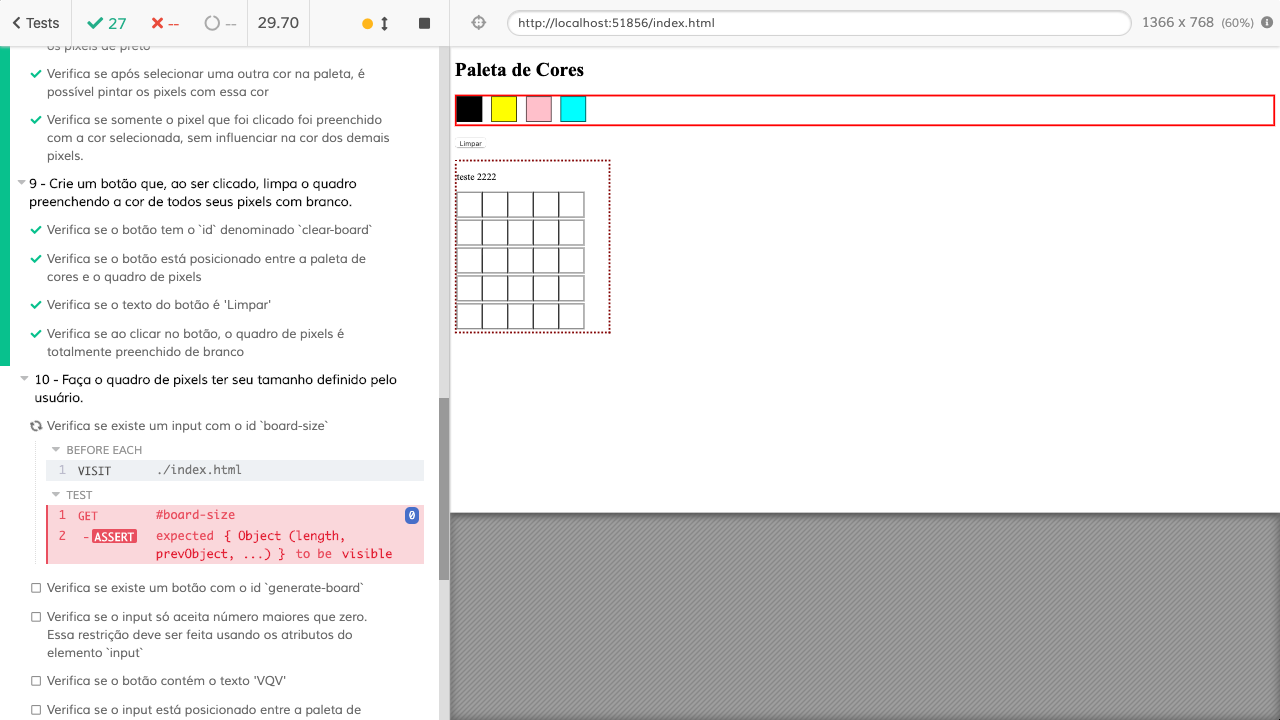 Tests
27
--
--
29.70
http://localhost:51856/index.html
1366 x 768 (60%)
os pixels de preto
Verifica se após selecionar uma outra cor na paleta, é
possível pintar os pixels com essa cor
Verifica se somente o pixel que foi clicado foi preenchido
com a cor selecionada, sem influenciar na cor dos demais
pixels.
9 - Crie um botão que, ao ser clicado, limpa o quadro
preenchendo a cor de todos seus pixels com branco.
Verifica se o botão tem o `id` denominado `clear-board`
Verifica se o botão está posicionado entre a paleta de
cores e o quadro de pixels
Verifica se o texto do botão é 'Limpar'
Verifica se ao clicar no botão, o quadro de pixels é
totalmente preenchido de branco
10 - Faça o quadro de pixels ter seu tamanho definido pelo
usuário.
Verifica se existe um input com o id `board-size`
BEFORE EACH
1 VISIT ./index.html
TEST
1 GET #board-size 0
2 -ASSERT expected { Object (length,
prevObject, ...) } to be visible
Verifica se existe um botão com o id `generate-board`
Verifica se o input só aceita número maiores que zero.
Essa restrição deve ser feita usando os atributos do
elemento `input`
Verifica se o botão contém o texto 'VQV'
Verifica se o input está posicionado entre a paleta de
Paleta de Cores
Limpar
teste 2222